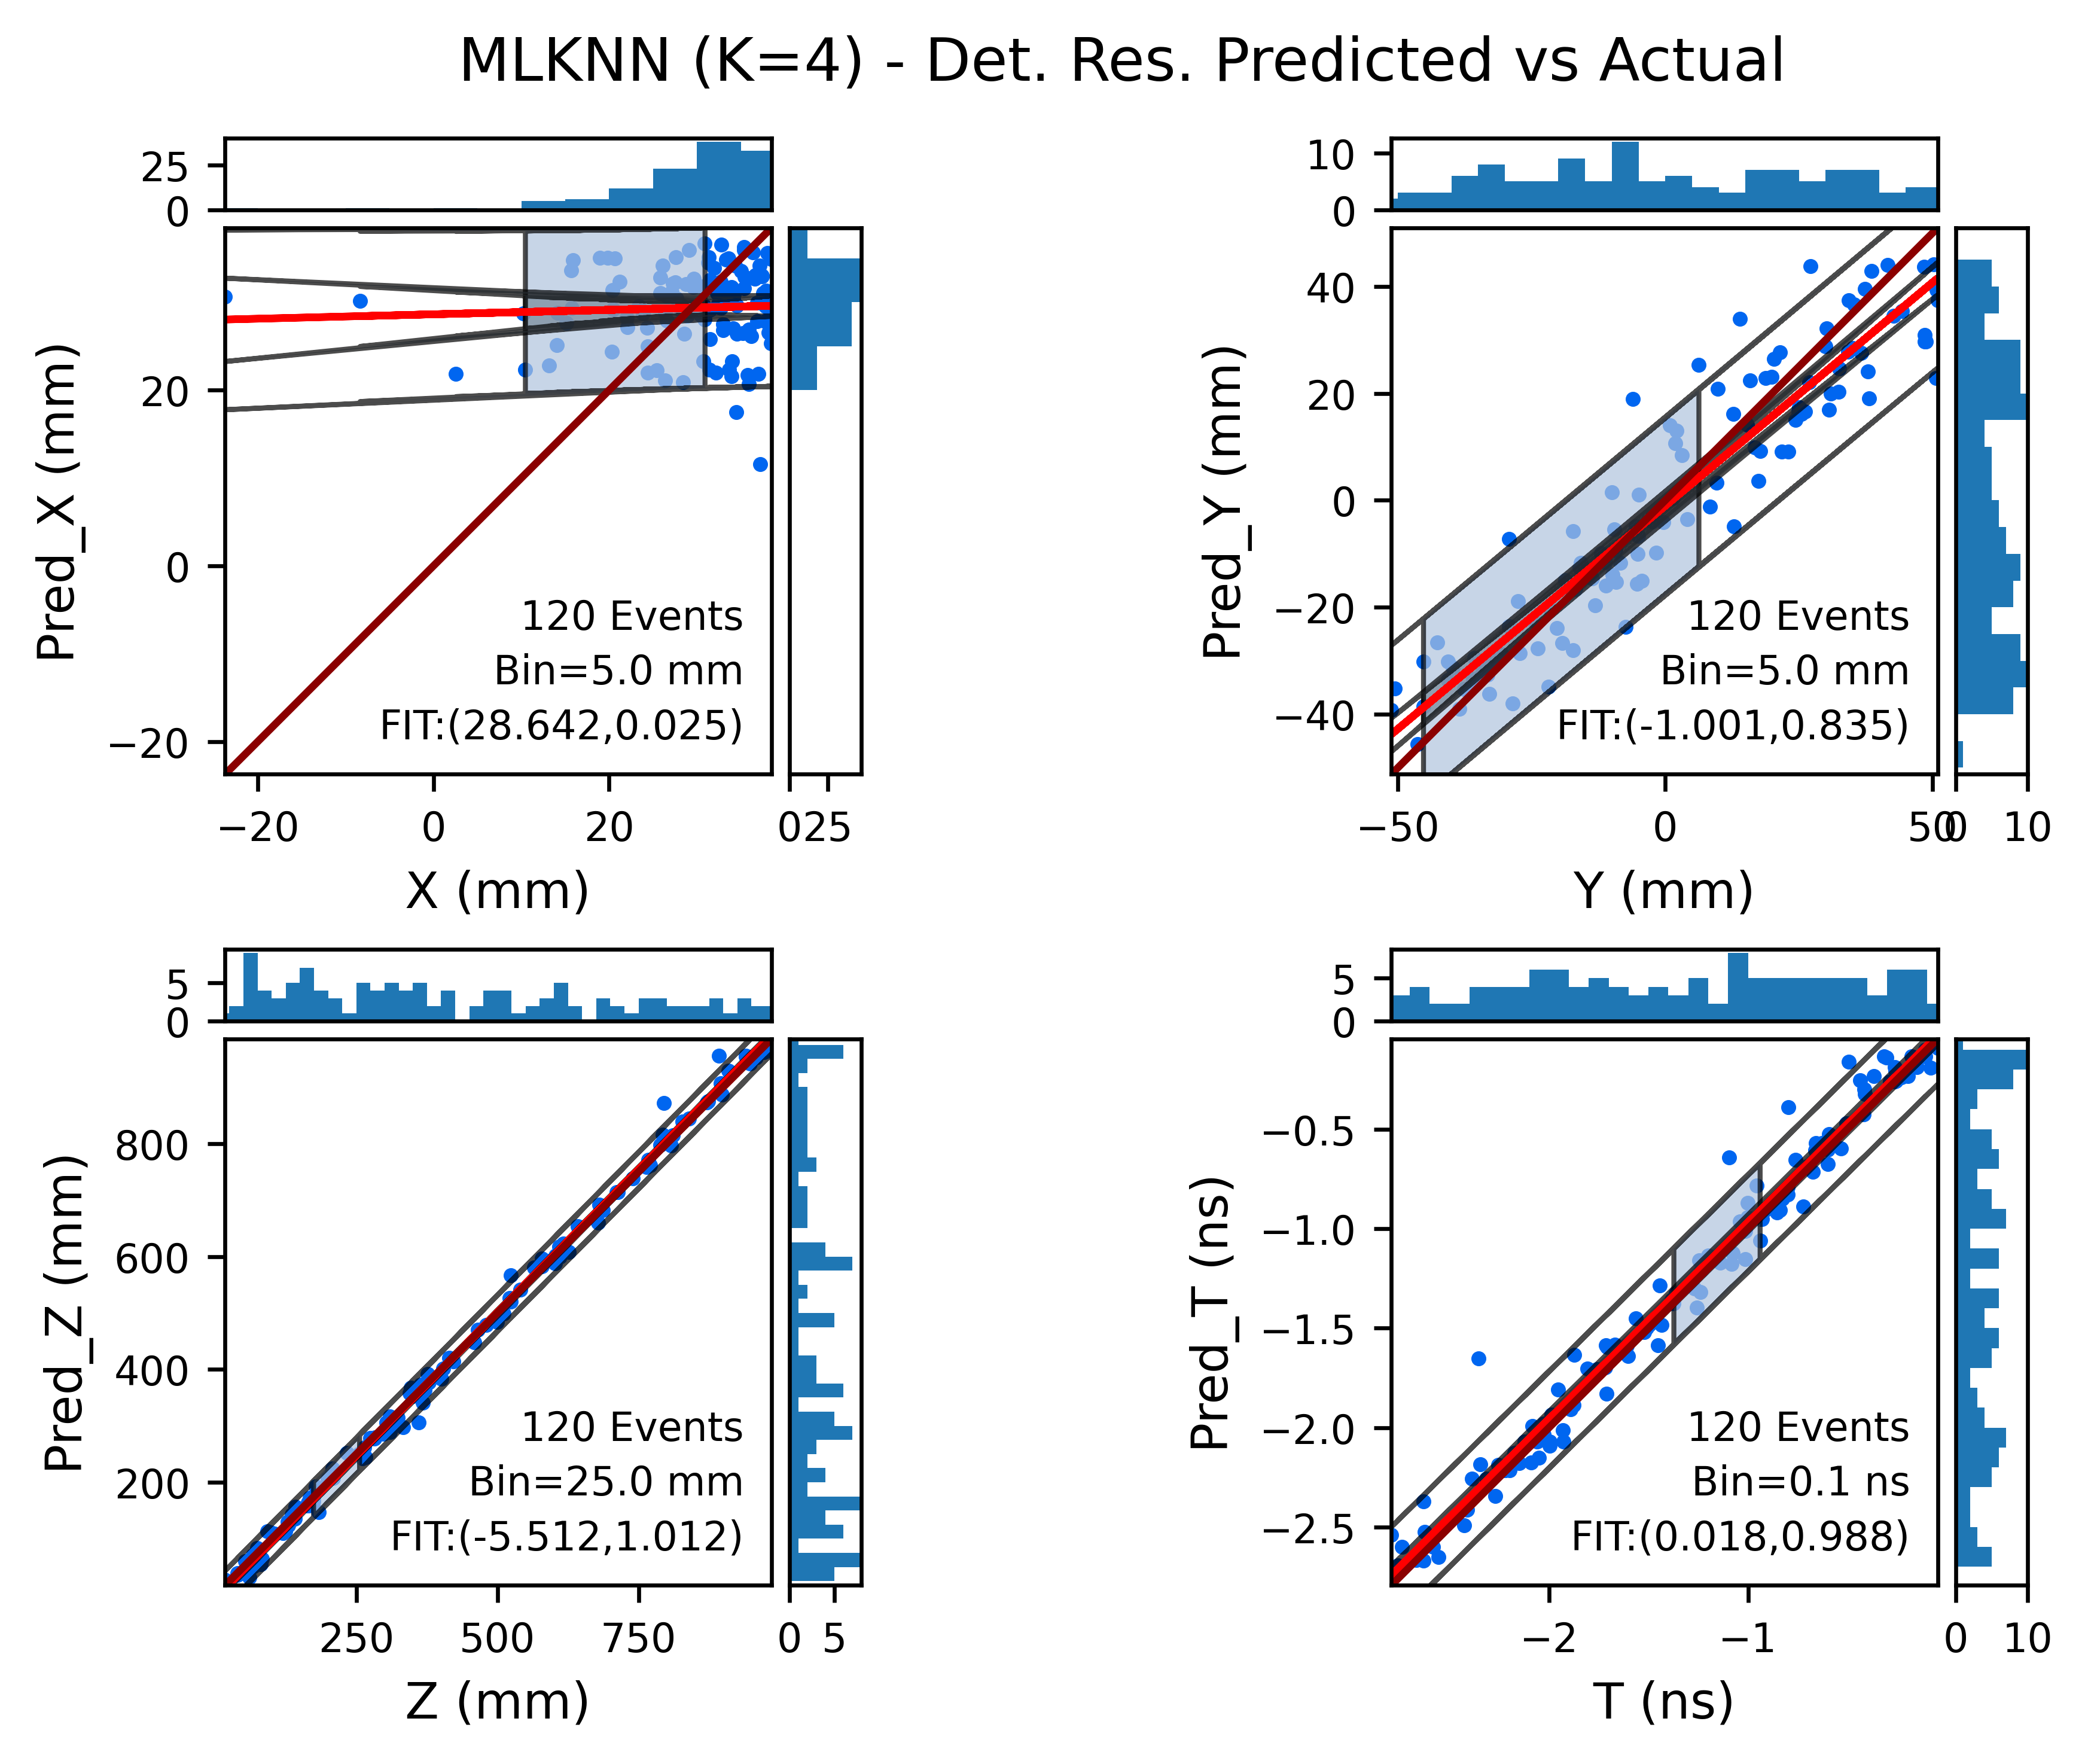 MLKNN (K=4) - Det. Res. Predicted vs Actual
25
0
10
0
Pred_X (mm)
20
0
−20
120 Events
Bin=5.0 mm
FIT:(28.642,0.025)
−20 0 20 0 25
X (mm)
Pred_Y (mm)
40
20
0
−20
−40
120 Events
Bin=5.0 mm
FIT:(-1.001,0.835)
−50 0 50 0 10
Y (mm)
5
0
5
0
Pred_Z (mm)
800
600
400
200
120 Events
Bin=25.0 mm
FIT:(-5.512,1.012)
250 500 750 0 5
Z (mm)
Pred_T (ns)
−0.5
−1.0
−1.5
−2.0
−2.5
120 Events
Bin=0.1 ns
FIT:(0.018,0.988)
−2 −1 0 10
T (ns)